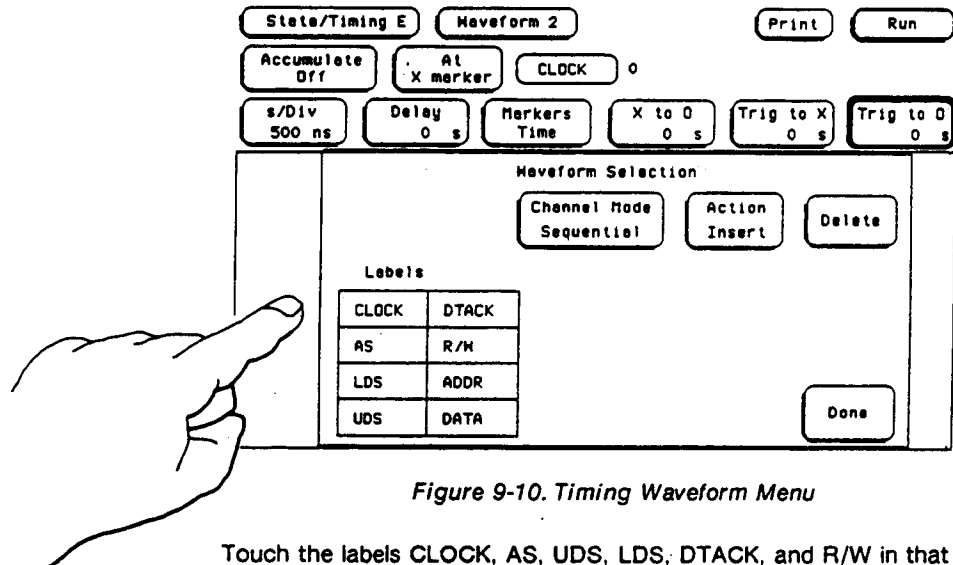 State/Timing E Waveform 2 Print Run
Accumulate Off . At X marker CLOCK 0
s/Div 500 ns Delay 0 s Markers Time X to O 0 s Trig to X 0 s Trig to O 0 s
Waveform Selection
Channel Mode Sequential Action Insert Delete
Labels
CLOCK DTACK
AS R/W
LDS ADDR
UDS DATA
Done
Figure 9-10. Timing Waveform Menu
Touch the labels CLOCK, AS, UDS, LDS, DTACK, and R/W in that